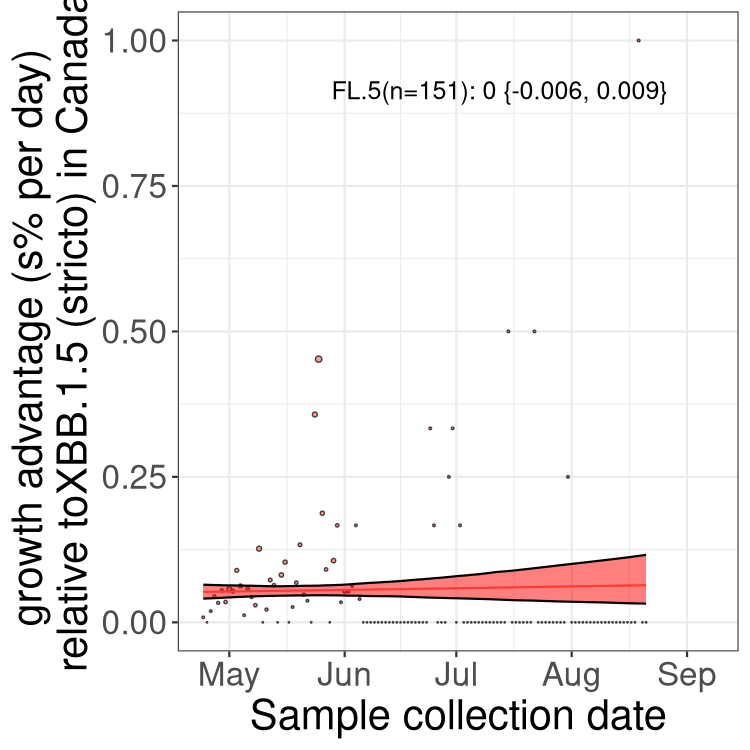 growth advantage (s% per day)
relative toXBB.1.5 (stricto) in Canada
1.00
0.75
0.50
0.25
0.00
FL.5(n=151): 0 {-0.006, 0.009}
May Jun Jul Aug Sep
Sample collection date